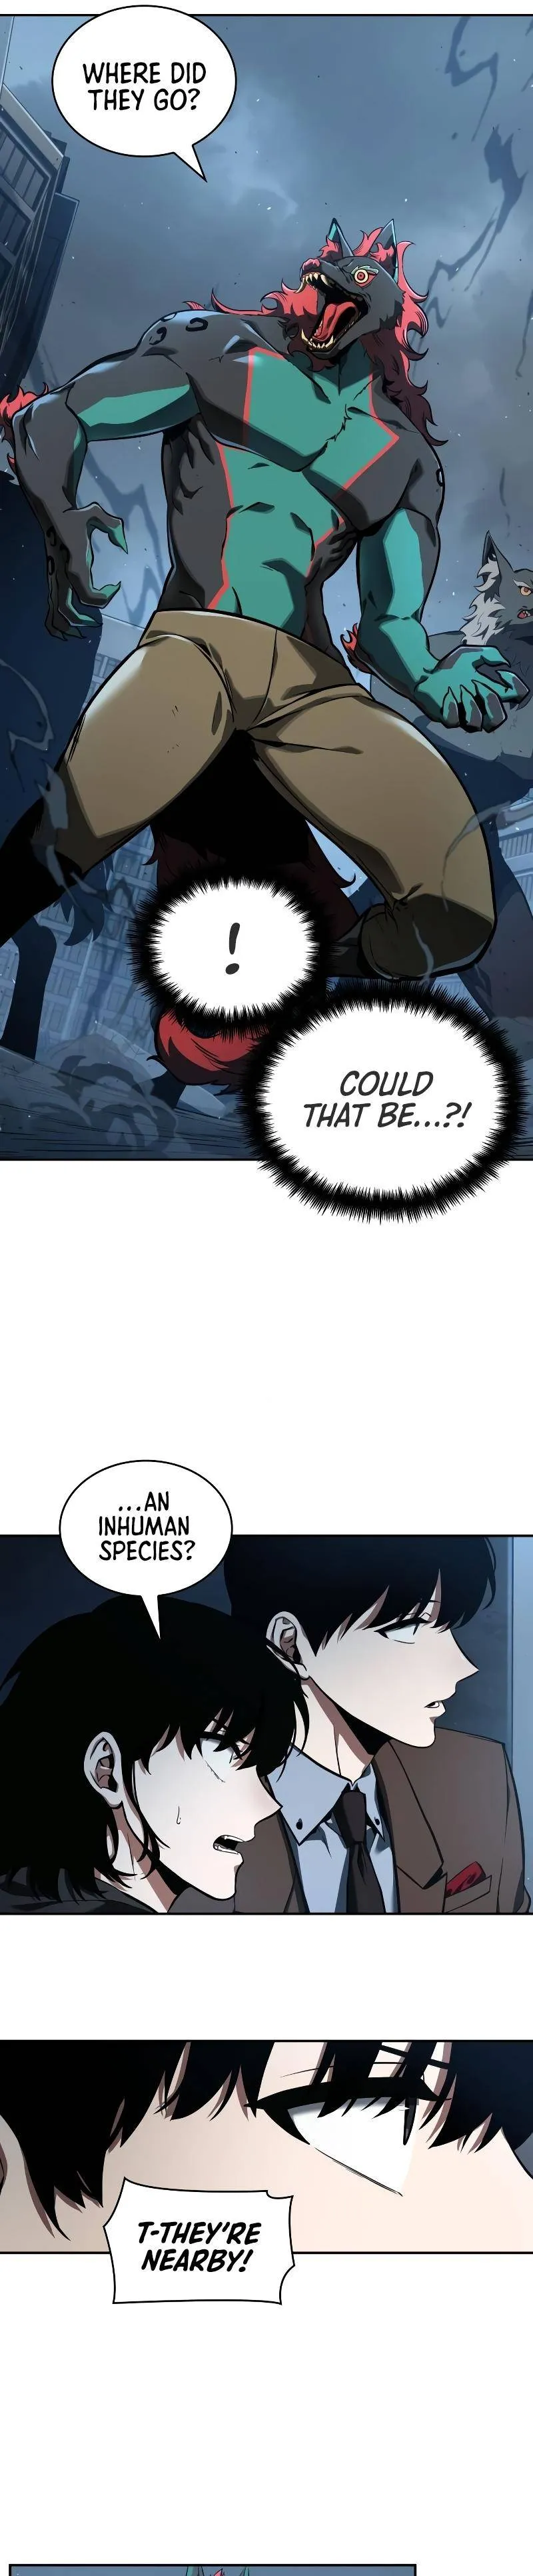 WHERE DID
THEY GO?
!
COULD
THAT BE...?!
...AN
INHUMAN
SPECIES?
T-THEY'RE
NEARBY!